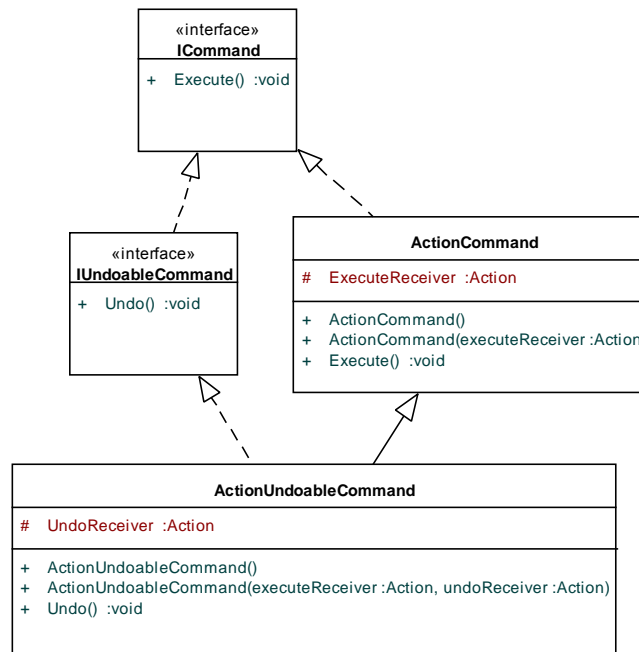 «interface»
ICommand
+ Execute() :void
«interface»
IUndoableCommand
+ Undo() :void
ActionCommand
# ExecuteReceiver :Action
+ ActionCommand()
+ ActionCommand(executeReceiver :Action
+ Execute() :void
ActionUndoableCommand
# UndoReceiver :Action
+ ActionUndoableCommand()
+ ActionUndoableCommand(executeReceiver :Action, undoReceiver :Action)
+ Undo() :void